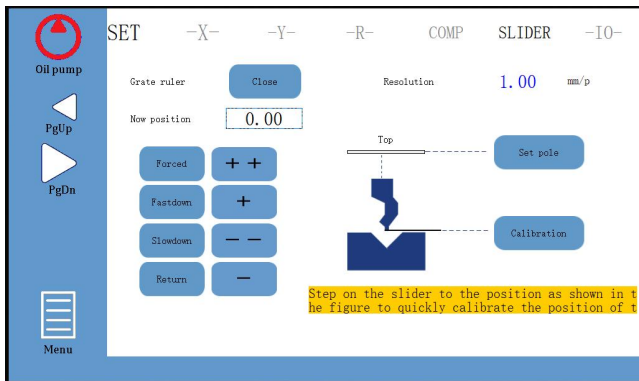 SET -X- -Y- -R- COMP SLIDER -IO-
Oil pump
PgUp
PgDn
Menu
Grate ruler Close Resolution 1.00 mm/p
Now position 0.00
Top
Set pole
Forced ++
Fastdown +
Slowdown --
Calibration
Return -
Step on the slider to the position as shown in t
he figure to quickly calibrate the position of t